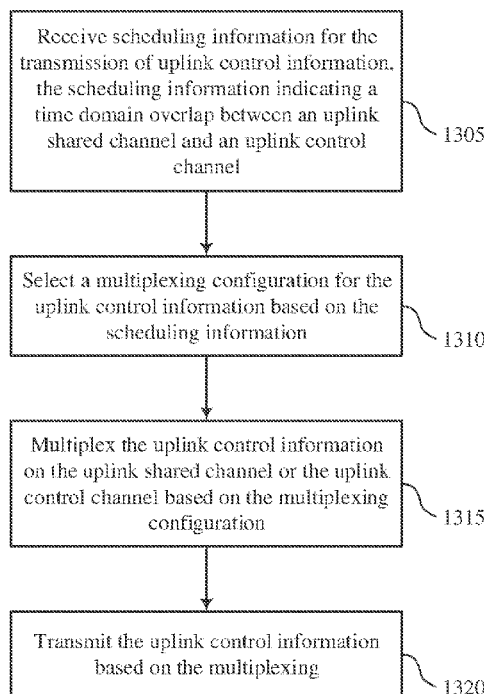 Receive scheduling information for the
transmission of uplink control information,
the scheduling information indicating a
time domain overlap between an uplink
shared channel and an uplink control
channel
1305
Select a multiplexing configuration for the
uplink control information based on the
scheduling information
1310
Multiplex the uplink control information
on the uplink shared channel or the uplink
control channel based on the multiplexing
configuration
1315
Transmit the uplink control information
based on the multiplexing
1320